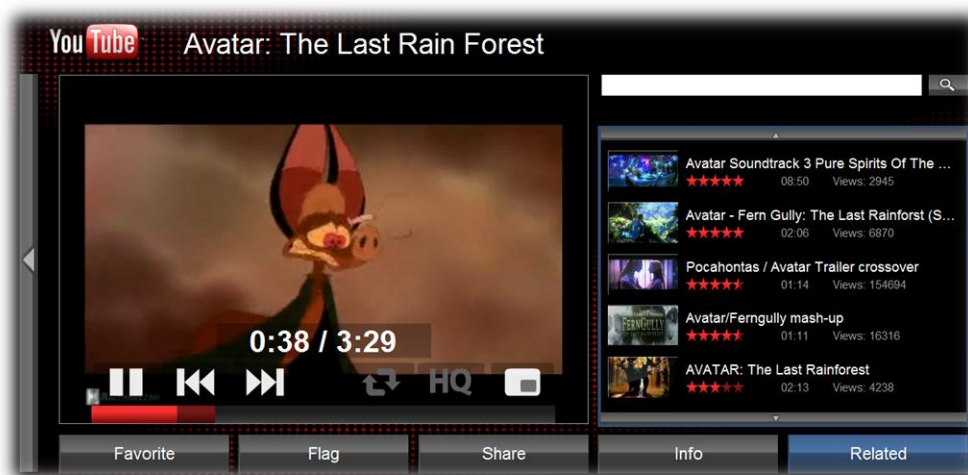 YouTube
Avatar: The Last Rain Forest
Avatar Soundtrack 3 Pure Spirits Of The ...
08:50 Views: 2945
Avatar - Fern Gully: The Last Rainforst (S...
02:06 Views: 6870
Pocahontas / Avatar Trailer crossover
01:14 Views: 154694
FERNGULLY
Avatar/Ferngully mash-up
01:11 Views: 16316
AVATAR: The Last Rainforest
02:13 Views: 4238
0:38 / 3:29
HQ
Favorite
Flag
Share
Info
Related